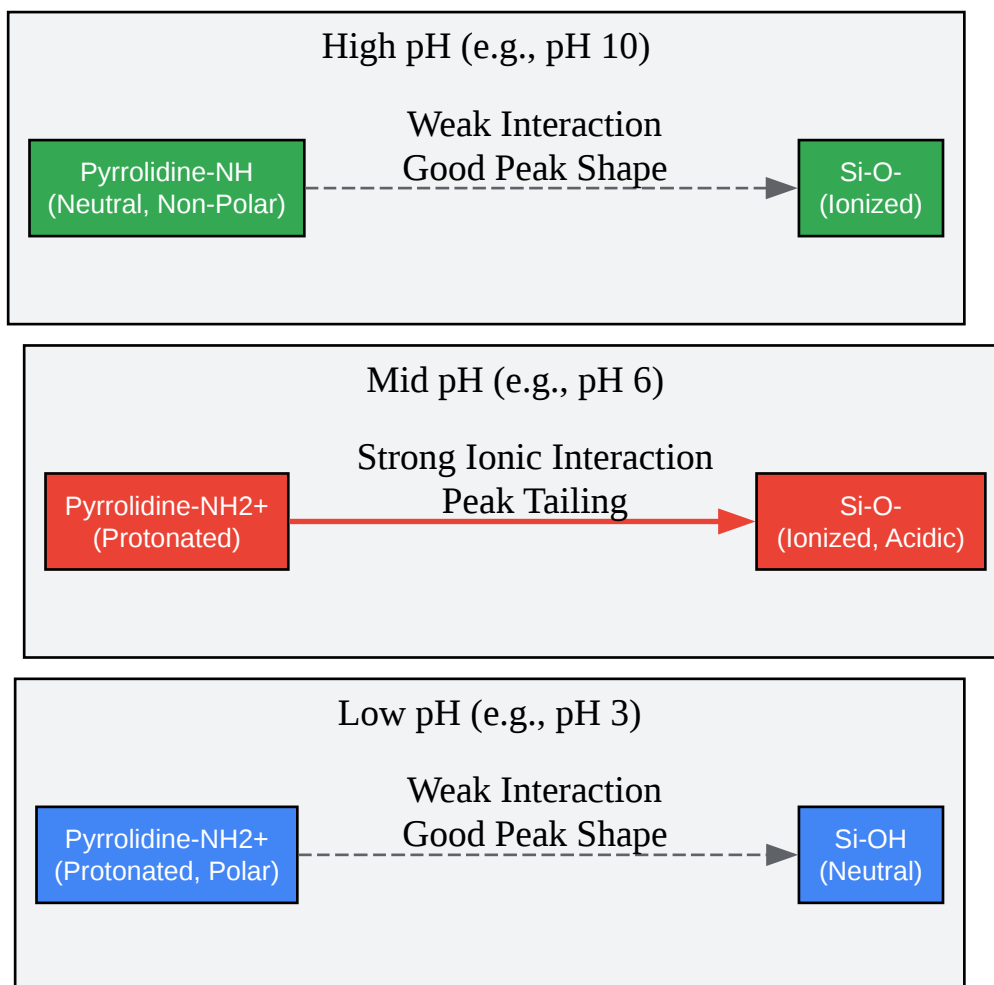 High pH (e.g., pH 10)
Weak Interaction
Good Peak Shape
Pyrrolidine-NH
(Neutral, Non-Polar)
Si-O-
(Ionized)
Mid pH (e.g., pH 6)
Strong Ionic Interaction
Peak Tailing
Pyrrolidine-NH2+
(Protonated)
Si-O-
(Ionized, Acidic)
Low pH (e.g., pH 3)
Weak Interaction
Good Peak Shape
Pyrrolidine-NH2+
(Protonated, Polar)
Si-OH
(Neutral)